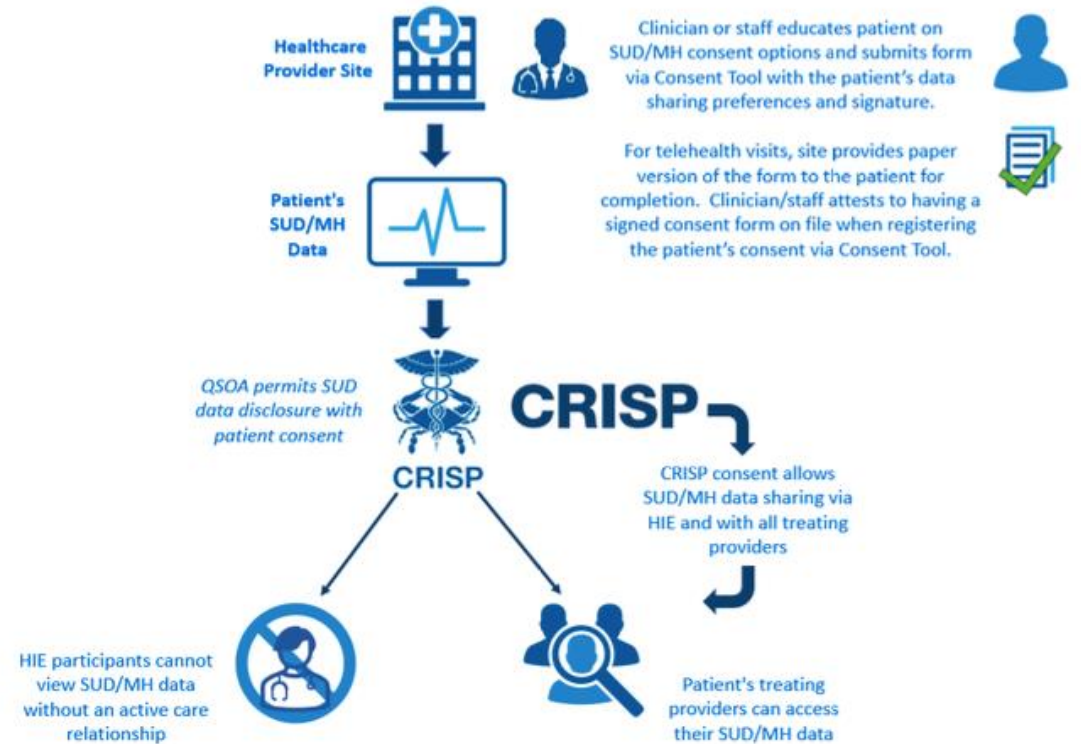 Healthcare
Provider Site
Clinician or staff educates patient on
SUD/MH consent options and submits form
via Consent Tool with the patient's data
sharing preferences and signature.
For telehealth visits, site provides paper
version of the form to the patient for
completion. Clinician/staff attests to having a
signed consent form on file when registering
the patient's consent via Consent Tool.
Patient's
SUD/MH
Data
QSOA permits SUD
data disclosure with
patient consent
CRISP
CRISP
CRISP consent allows
SUD/MH data sharing via
HIE and with all treating
providers
HIE participants cannot
view SUD/MH data
without an active care
relationship
Patient's treating
providers can access
their SUD/MH data